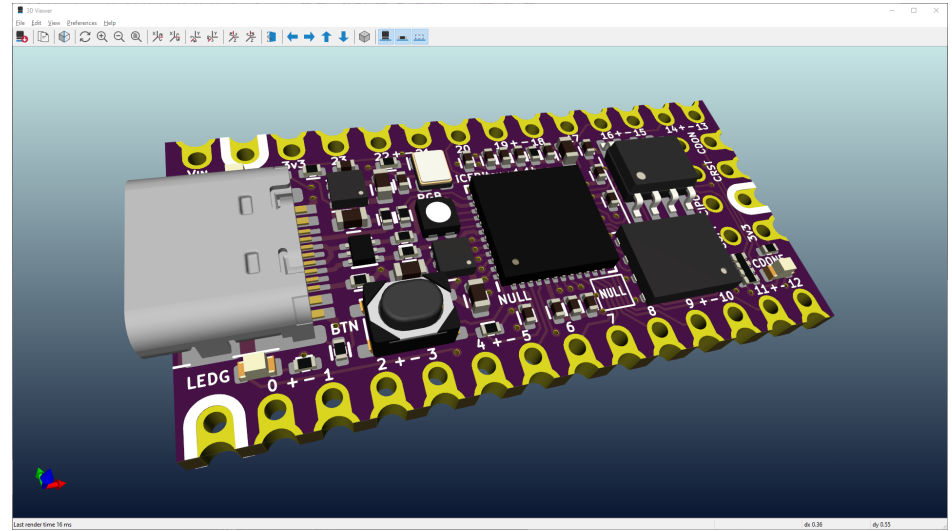 3D Viewer
File Edit View Preferences Help
Vin
3v3
23
22+-21
20
19+-18
17
16+-15
14+-13
CDON
CRST
RGB
3v3
CDONE
NULL
NULL
BTN
LEDG
0+-1
2+-3
4+-5
6
7
8
9+-10
11+-12
Last render time 16 ms
dx 0.36
dy 0.55